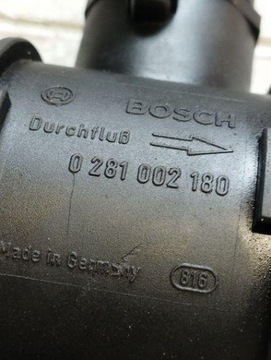 BOSCH
Durchfluß
0 281 002 180
Made in Germany
816